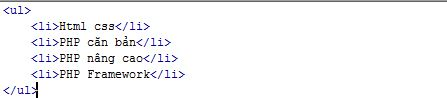 <ul>
<li>Html css</li>
<li>PHP căn bản</li>
<li>PHP nâng cao</li>
<li>PHP Framework</li>
</ul>